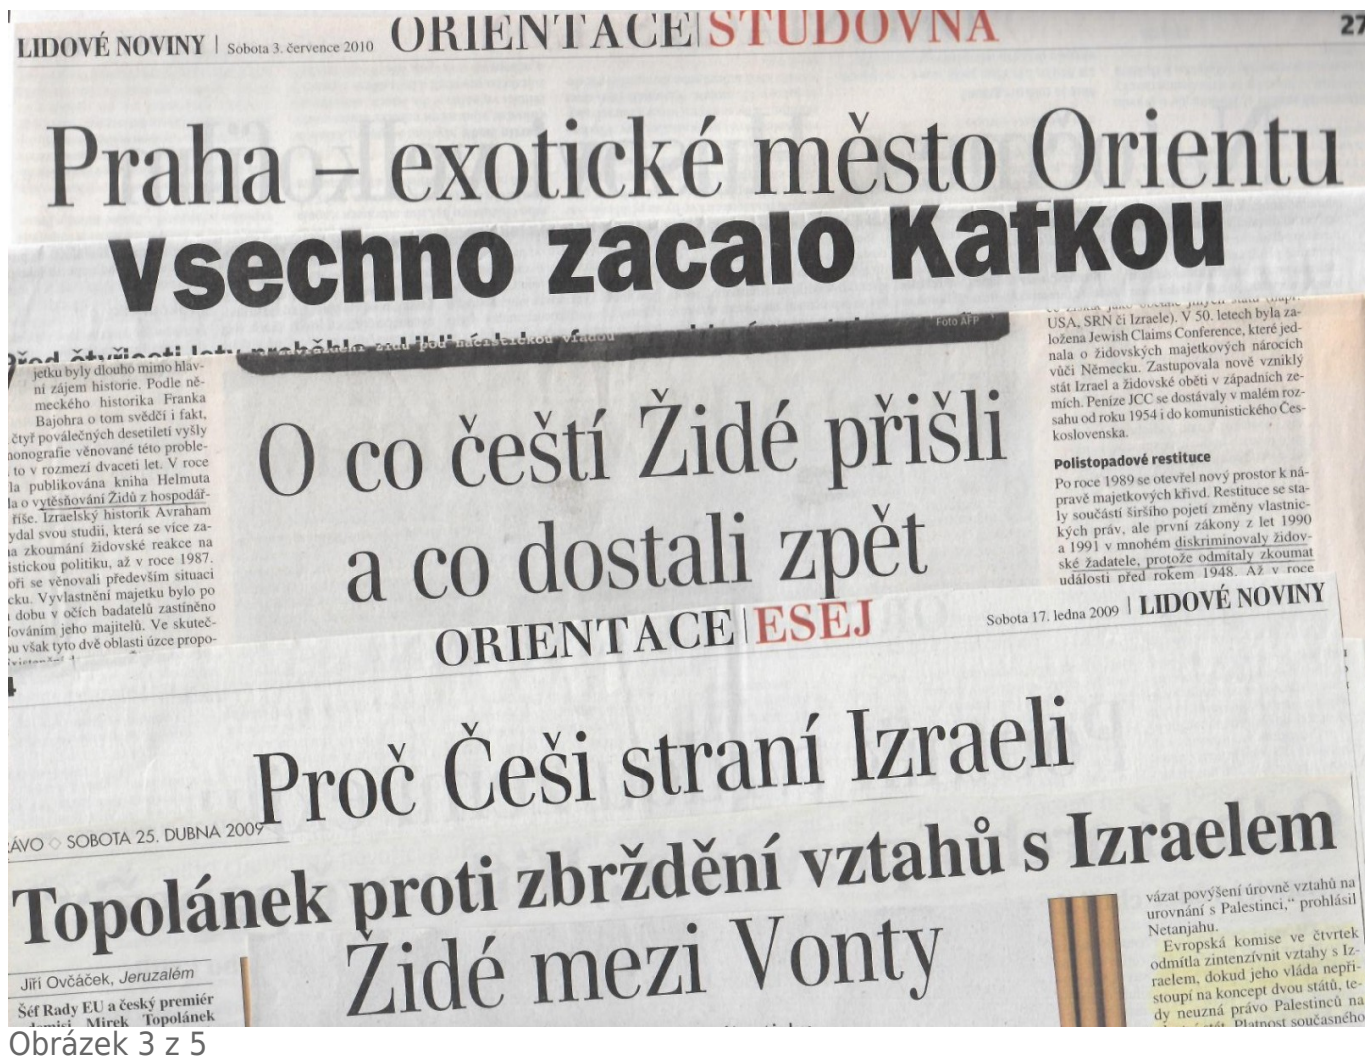 LIDOVÉ NOVINY | Sobota 3. července 2010 ORIENTACE|STUDOVNA 27
Praha – exotické město Orientu
Všechno začalo Kafkou
Foto AFP
jetku byly dlouho mimo hlav-
ní zájem historie. Podle ně-
meckého historika Franka
Bajohra o tom svědčí i fakt,
čtyř poválečných desetiletí vyšly
monografie věnované této proble-
to v rozmezí dvaceti let. V roce
la publikována kniha Helmuta
a o vytěsňování Židů z hospodář-
říše. Izraelský historik Avraham
ydal svou studii, která se více za-
a zkoumání židovské reakce na
istickou politiku, až v roce 1987.
oři se věnovali především situaci
cku. Vyvlastnění majetku bylo po
dobu v očích badatelů zastíněno
ďováním jeho majitelů. Ve skuteč-
u však tyto dvě oblasti úzce propo-
O co čeští Židé přišli
a co dostali zpět
USA, SRN či Izraele). V 50. letech byla za-
ložena Jewish Claims Conference, které jed-
nala o židovských majetkových nárocích
vůči Německu. Zastupovala nově vzniklý
stát Izrael a židovské oběti v západních ze-
mích. Peníze JCC se dostávaly v malém roz-
sahu od roku 1954 i do komunistického Čes-
koslovenska.
Polistopadové restituce
Po roce 1989 se otevřel nový prostor k ná-
pravě majetkových křivd. Restituce se sta-
ly součástí širšího pojetí změny vlastnic-
kých práv, ale první zákony z let 1990
a 1991 v mnohém diskriminovaly židov-
ské žadatele, protože odmítaly zkoumat
události před rokem 1948. Až v roce
ORIENTACE|ESEJ Sobota 17. ledna 2009 | LIDOVÉ NOVINY
Proč Češi straní Izraeli
ÁVO ◇ SOBOTA 25. DUBNA 2009
Topolánek proti zbrždění vztahů s Izraelem
Židé mezi Vonty
Jiří Ovčáček, Jeruzalém
Šéf Rady EU a český premiér
Mirek Topolánek
vázat povýšení úrovně vztahů na
urovnání s Palestinci,“ prohlásil
Netanjahu.
Evropská komise ve čtvrtek
odmítla zintenzívnit vztahy s Iz-
raelem, dokud jeho vláda nepři-
stoupí na koncept dvou států, te-
dy neuzná právo Palestinců na
Platnost současného
Obrázek 3 z 5